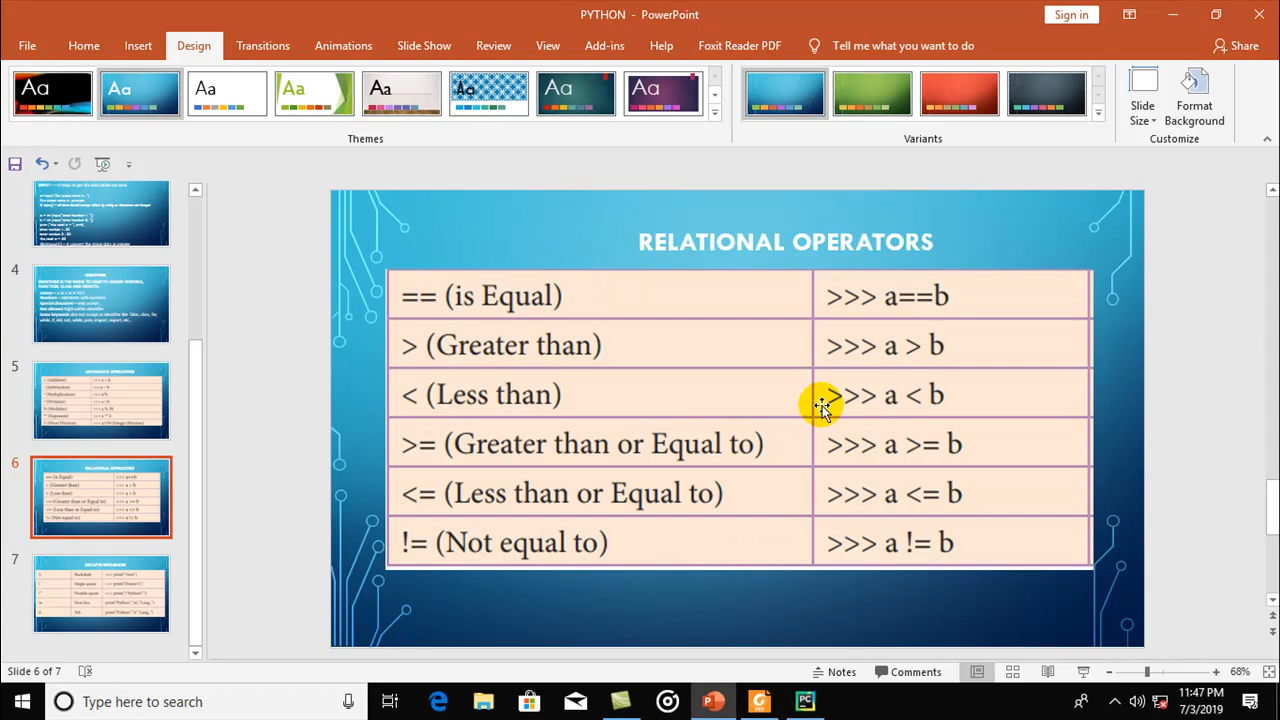 PYTHON - PowerPoint
Sign in
File Home Insert Design Transitions Animations Slide Show Review View Add-ins Help Foxit Reader PDF Tell me what you want to do Share
Aa Aa Aa Aa Aa Aa Aa Aa
Slide Size
Format Background
Themes
Variants
Customize
4
5
6
7
RELATIONAL OPERATORS
== (is Equal) >>> a==b
> (Greater than) >>> a > b
< (Less than) >>> a < b
>= (Greater than or Equal to) >>> a >= b
<= (Less than or Equal to) >>> a <= b
!= (Not equal to) >>> a != b
Slide 6 of 7
Notes
Comments
68%
Type here to search
11:47 PM
7/3/2019